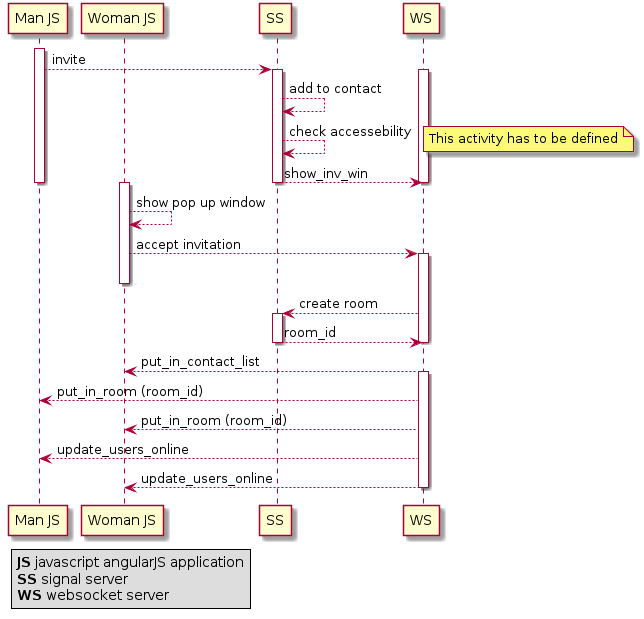 Man JS
Woman JS
SS
WS
invite
add to contact
check accessebility
This activity has to be defined
show_inv_win
show pop up window
accept invitation
create room
room_id
put_in_contact_list
put_in_room (room_id)
put_in_room (room_id)
update_users_online
update_users_online
Man JS
Woman JS
SS
WS
JS javascript angularJS application
SS signal server
WS websocket server